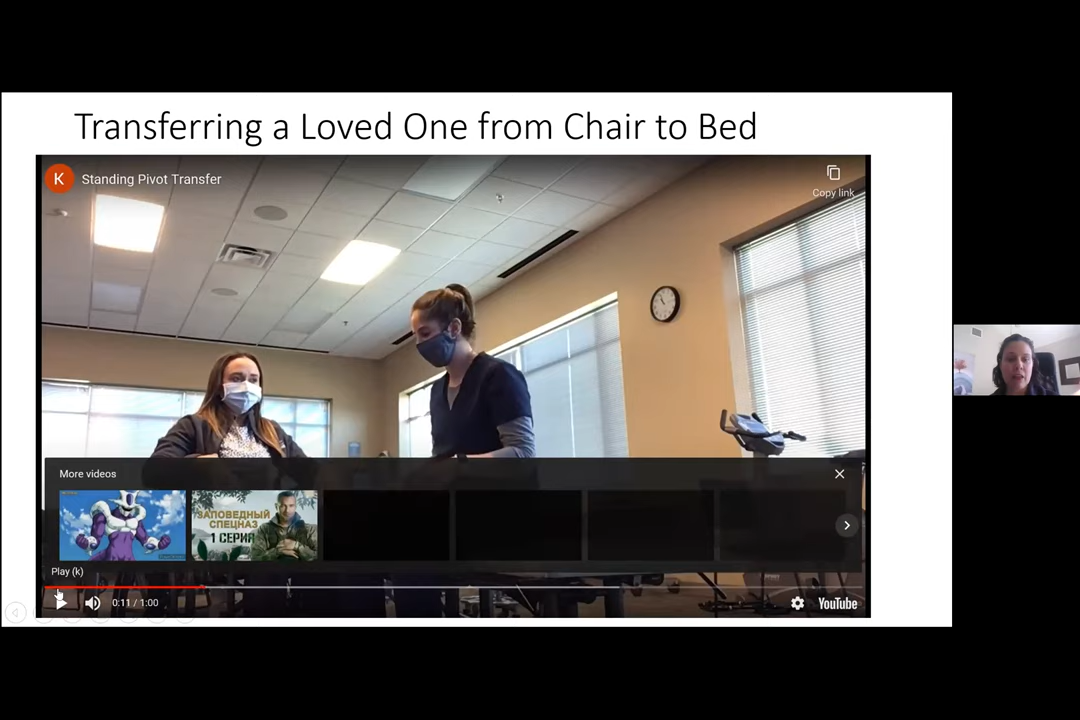 Transferring a Loved One from Chair to Bed
K
Standing Pivot Transfer
Copy link
More videos
ЗАПОВЕДНЫЙ
СПЕЦНАЗ
1 СЕРИЯ
Play (k)
0:11 / 1:00
YouTube